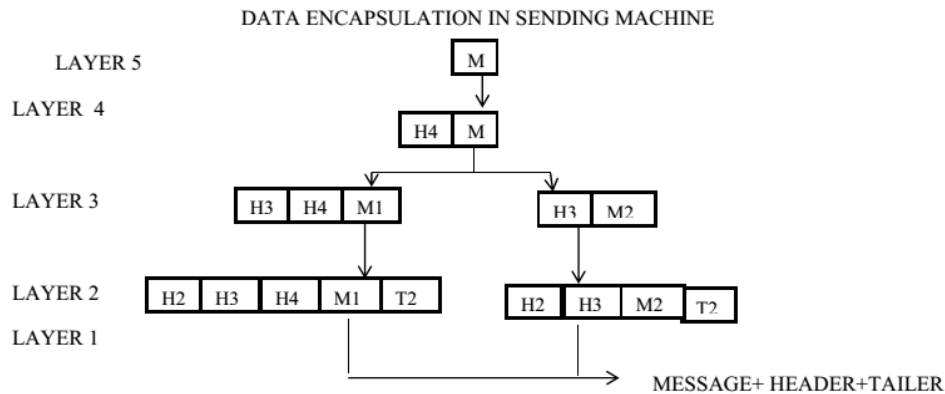 DATA ENCAPSULATION IN SENDING MACHINE
LAYER 5
M
LAYER 4
H4 M
LAYER 3
H3 H4 M1
H3 M2
LAYER 2
H2 H3 H4 M1 T2
H2 H3 M2 T2
LAYER 1
MESSAGE+ HEADER+TAILER